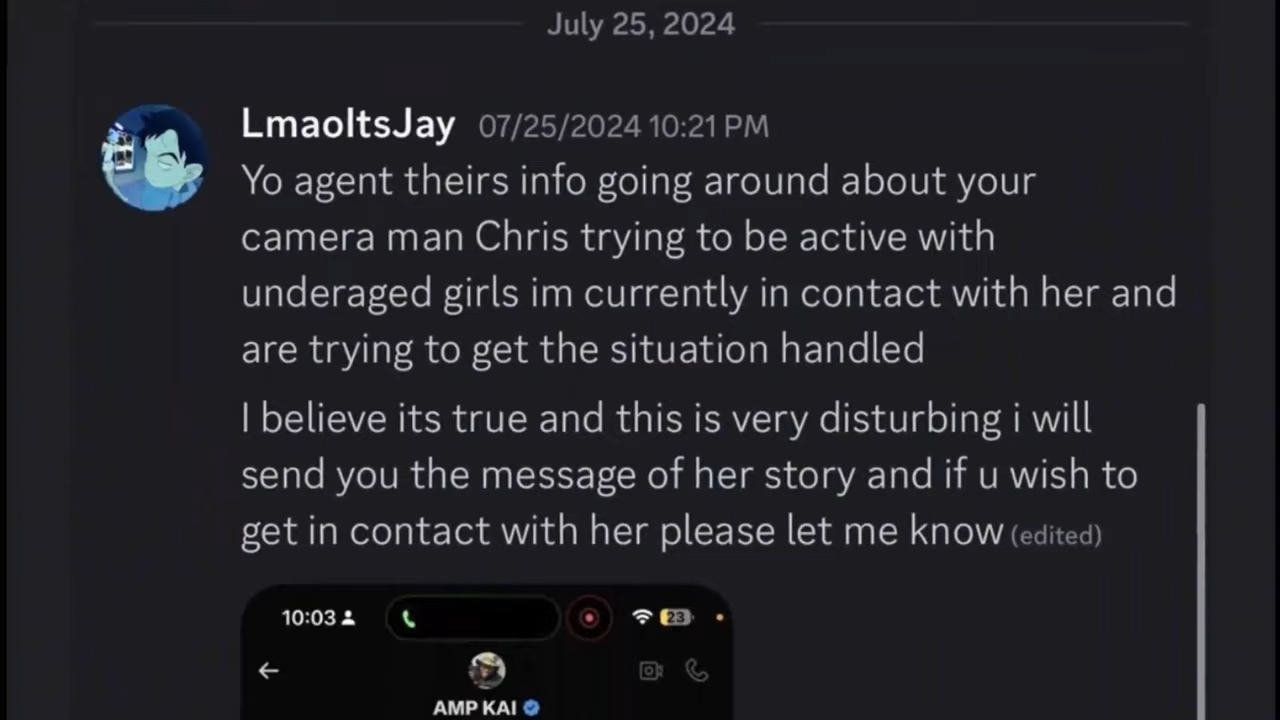 July 25, 2024
LmaoItsJay 07/25/2024 10:21 PM
Yo agent theirs info going around about your
camera man Chris trying to be active with
underaged girls im currently in contact with her and
are trying to get the situation handled
I believe its true and this is very disturbing i will
send you the message of her story and if u wish to
get in contact with her please let me know (edited)
10:03 23
AMP KAI